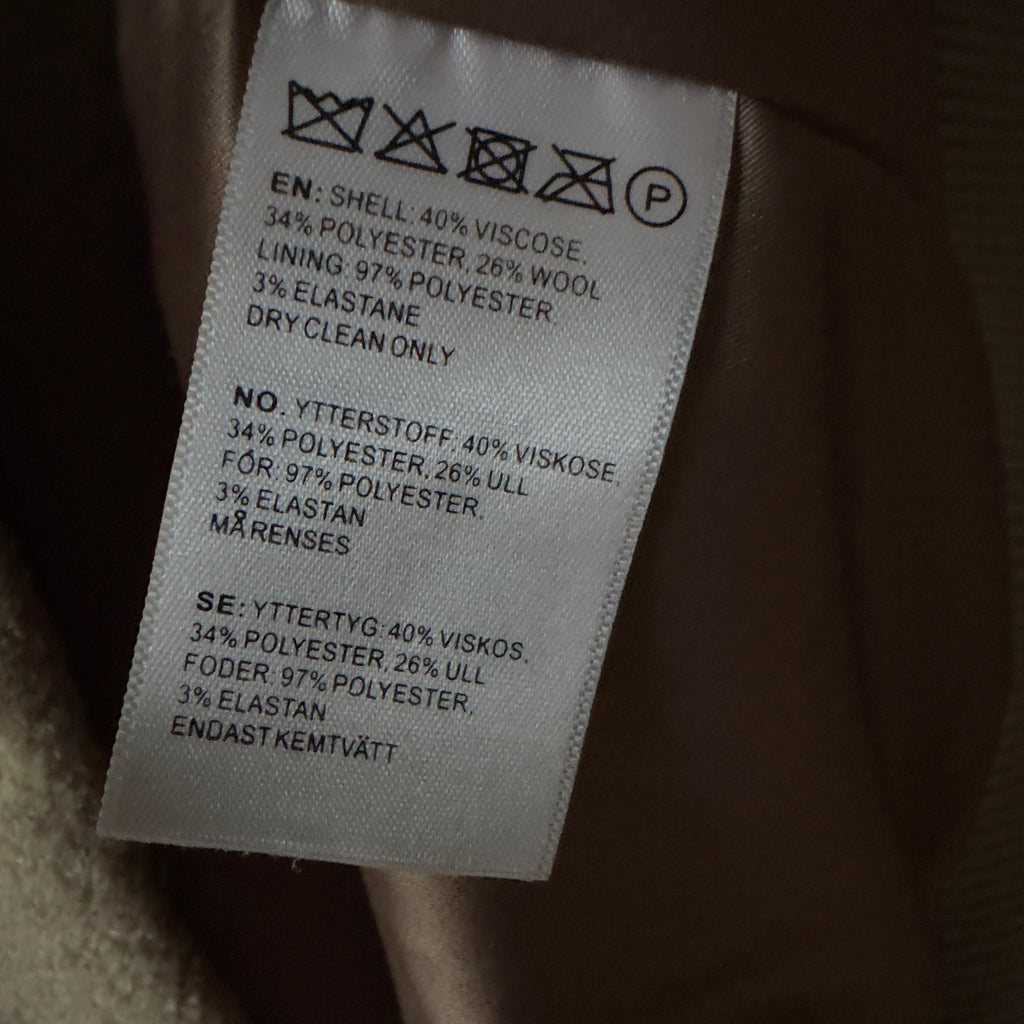 P
EN: SHELL: 40% VISCOSE,
34% POLYESTER, 26% WOOL
LINING: 97% POLYESTER.
3% ELASTANE
DRY CLEAN ONLY
NO. YTTERSTOFF: 40% VISKOSE,
34% POLYESTER, 26% ULL
FÓR: 97% POLYESTER.
3% ELASTAN
MÅ RENSES
SE: YTTERTYG: 40% VISKOS.
34% POLYESTER, 26% ULL
FODER: 97% POLYESTER,
3% ELASTAN
ENDAST KEMTVÄTT